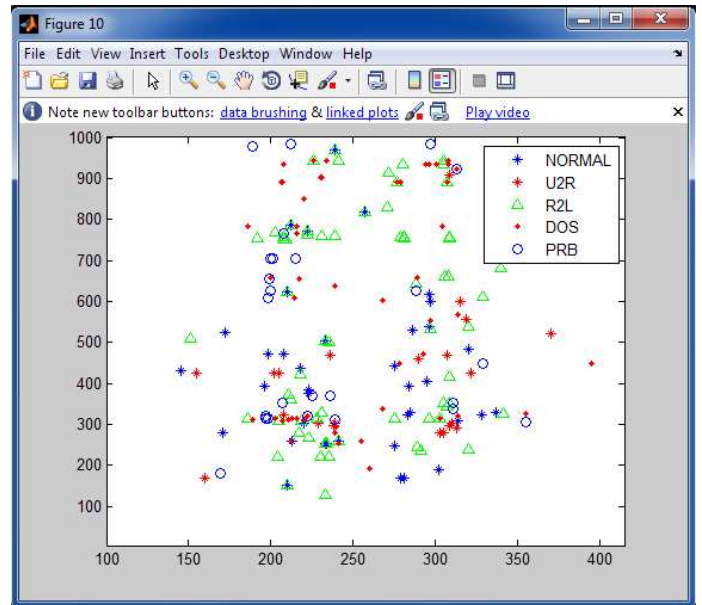 Figure 10
File Edit View Insert Tools Desktop Window Help
Note new toolbar buttons: data brushing & linked plots Play video
1000
900
800
700
600
500
400
300
200
100
100 150 200 250 300 350 400
NORMAL
U2R
R2L
DOS
PRB